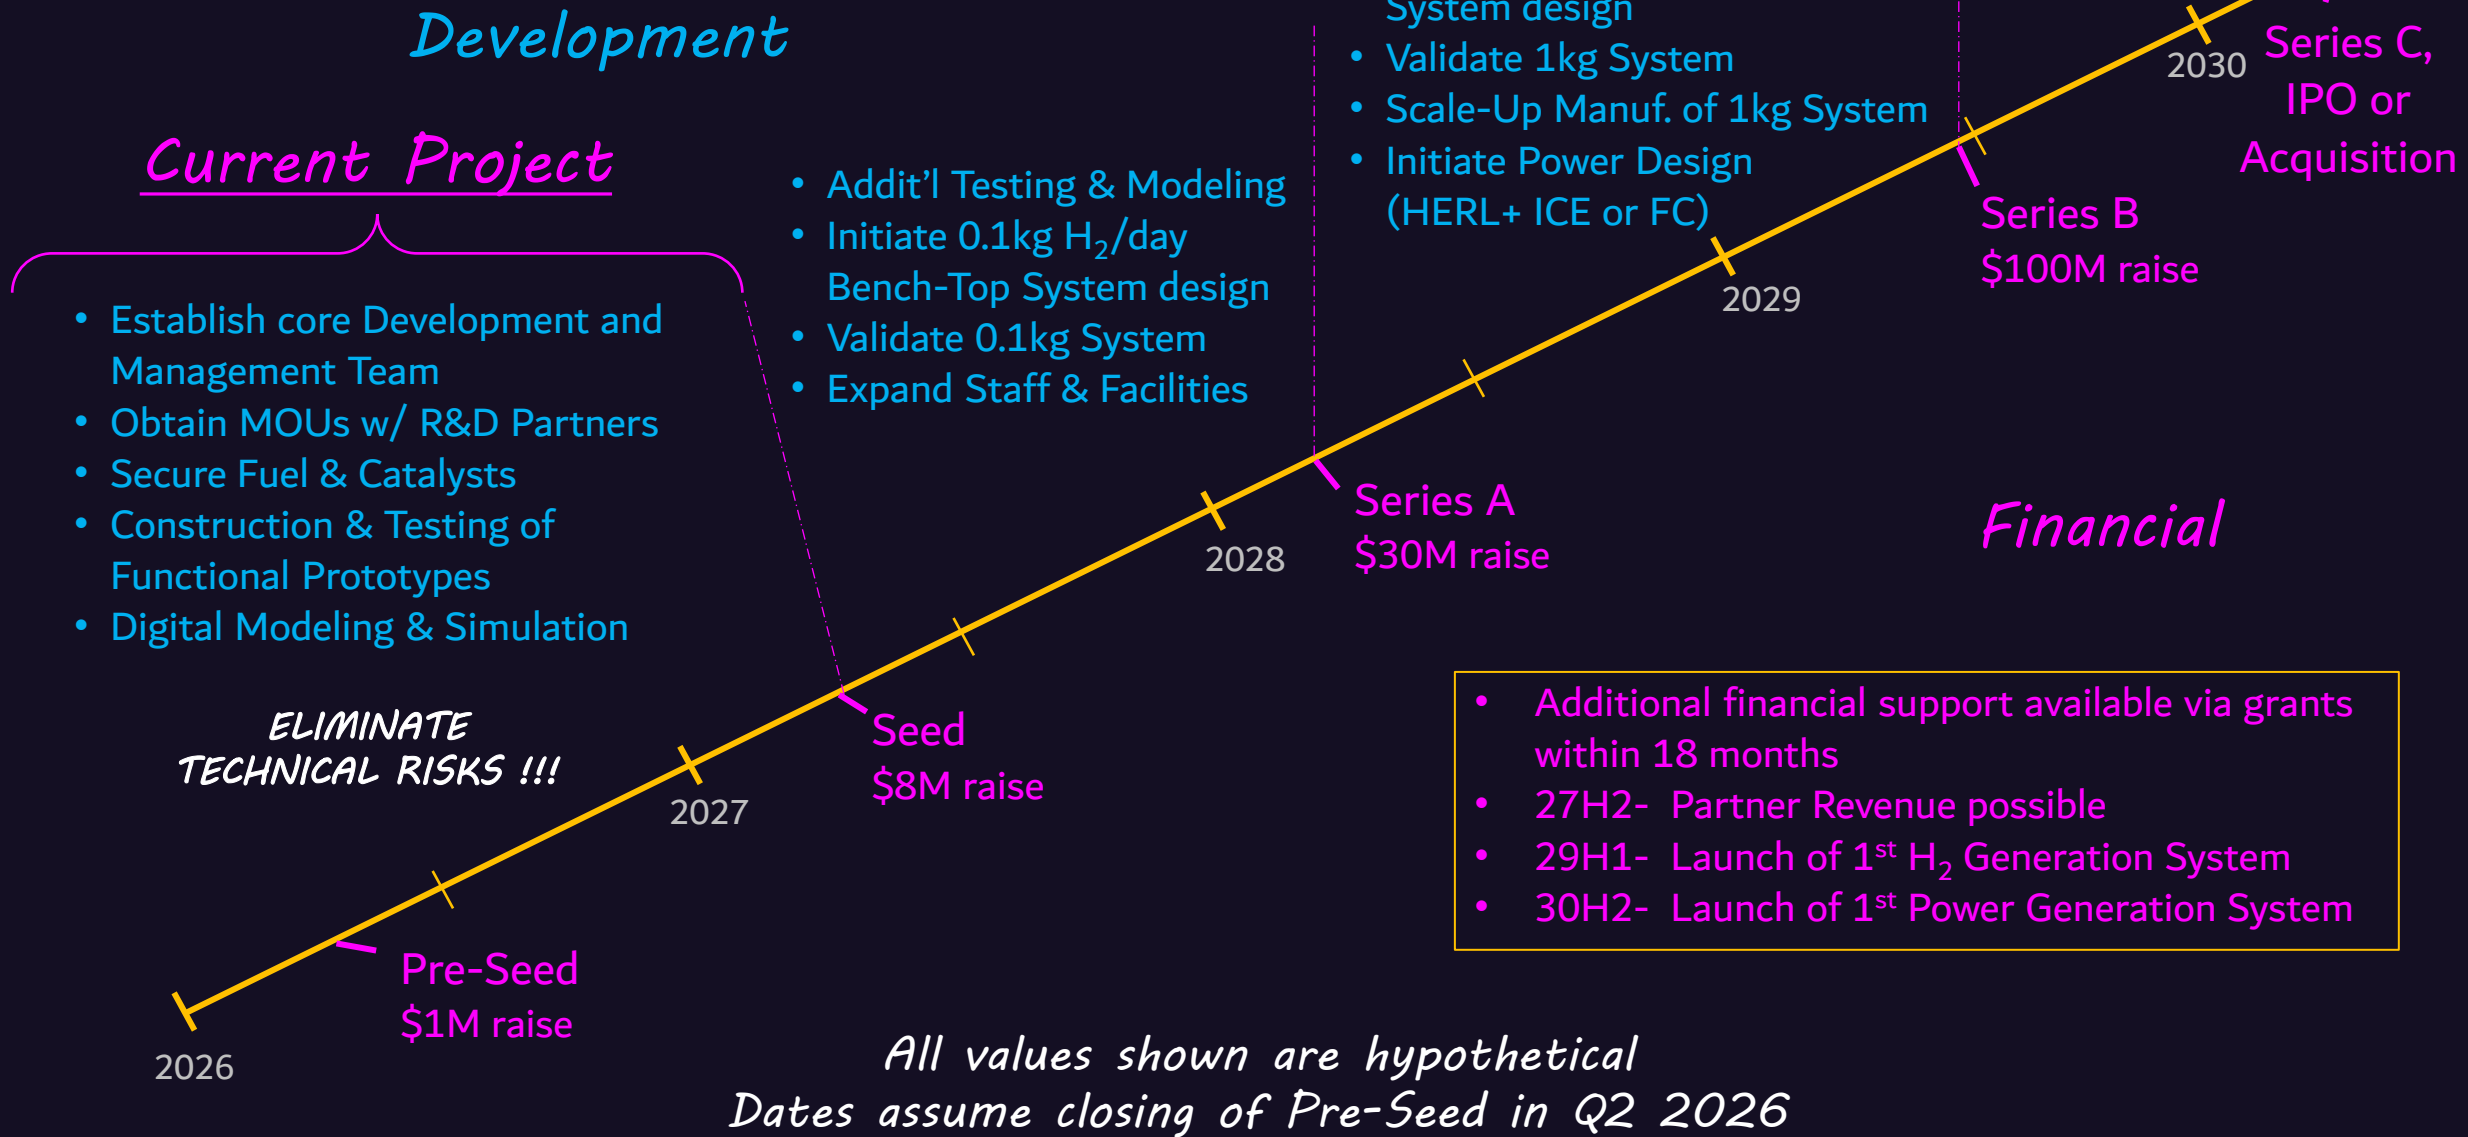 Development
Current Project
• Establish core Development and
Management Team
• Obtain MOUs w/ R&D Partners
• Secure Fuel & Catalysts
• Construction & Testing of
Functional Prototypes
• Digital Modeling & Simulation
ELIMINATE
TECHNICAL RISKS !!!
• Addit’l Testing & Modeling
• Initiate 0.1kg H₂/day
Bench-Top System design
• Validate 0.1kg System
• Expand Staff & Facilities
System design
• Validate 1kg System
• Scale-Up Manuf. of 1kg System
• Initiate Power Design
(HERL+ ICE or FC)
2026
Pre-Seed
$1M raise
2027
Seed
$8M raise
2028
Series A
$30M raise
2029
Series B
$100M raise
2030
Series C,
IPO or
Acquisition
Financial
• Additional financial support available via grants
within 18 months
• 27H2- Partner Revenue possible
• 29H1- Launch of 1st H₂ Generation System
• 30H2- Launch of 1st Power Generation System
All values shown are hypothetical
Dates assume closing of Pre-Seed in Q2 2026